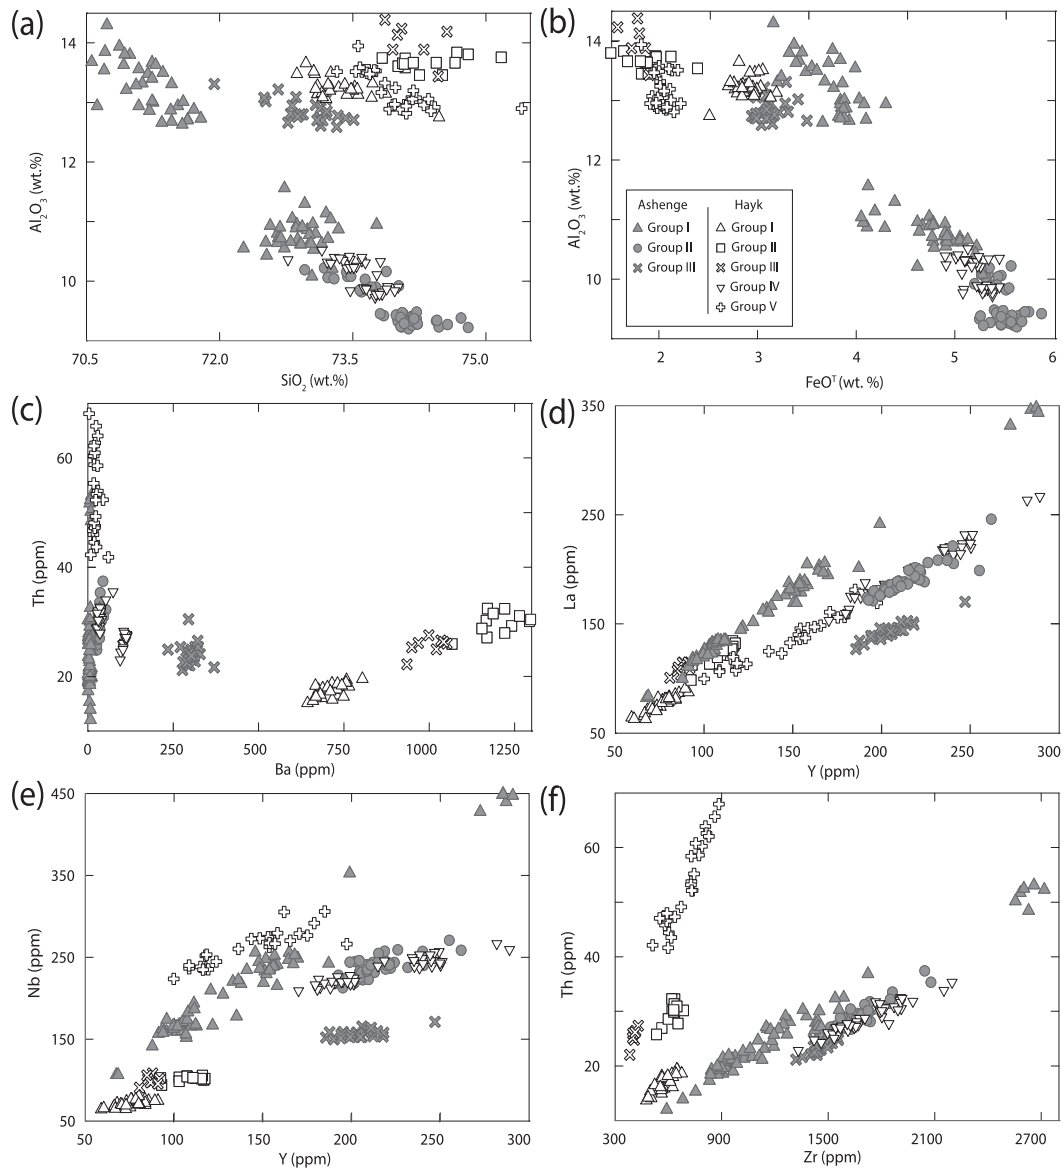 (a)
14
12
10
Al2O3 (wt.%)
70.5 72.0 73.5 75.0
SiO2 (wt.%)
(b)
14
12
10
Al2O3 (wt.%)
Ashenge Hayk
Group I Group I
Group II Group II
Group III Group III
Group IV
Group V
2 3 4 5 6
FeOT (wt. %)
(c)
60
40
20
Th (ppm)
0 250 500 750 1000 1250
Ba (ppm)
(d)
350
250
150
50
La (ppm)
50 100 150 200 250 300
Y (ppm)
(e)
450
350
250
150
50
Nb (ppm)
50 100 150 200 250 300
Y (ppm)
(f)
60
40
20
Th (ppm)
300 900 1500 2100 2700
Zr (ppm)